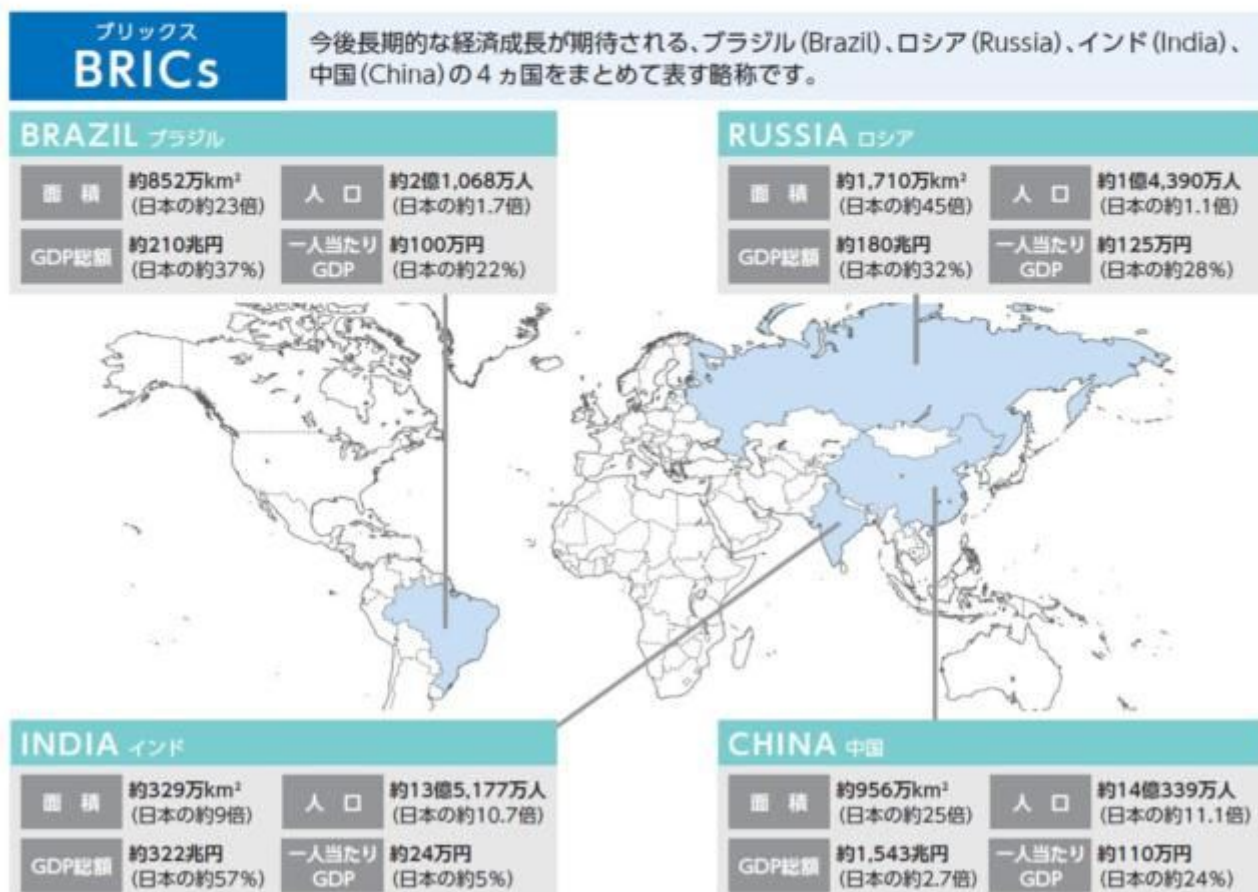 ブリックス
BRICs
今後長期的な経済成長が期待される、ブラジル(Brazil)、ロシア(Russia)、インド(India)、
中国(China)の4ヵ国をまとめて表す略称です。
BRAZIL ブラジル
面積 約852万km² (日本の約23倍)
人口 約2億1,068万人 (日本の約1.7倍)
GDP総額 約210兆円 (日本の約37%)
一人当たりGDP 約100万円 (日本の約22%)
RUSSIA ロシア
面積 約1,710万km² (日本の約45倍)
人口 約1億4,390万人 (日本の約1.1倍)
GDP総額 約180兆円 (日本の約32%)
一人当たりGDP 約125万円 (日本の約28%)
INDIA インド
面積 約329万km² (日本の約9倍)
人口 約13億5,177万人 (日本の約10.7倍)
GDP総額 約322兆円 (日本の約57%)
一人当たりGDP 約24万円 (日本の約5%)
CHINA 中国
面積 約956万km² (日本の約25倍)
人口 約14億339万人 (日本の約11.1倍)
GDP総額 約1,543兆円 (日本の約2.7倍)
一人当たりGDP 約110万円 (日本の約24%)